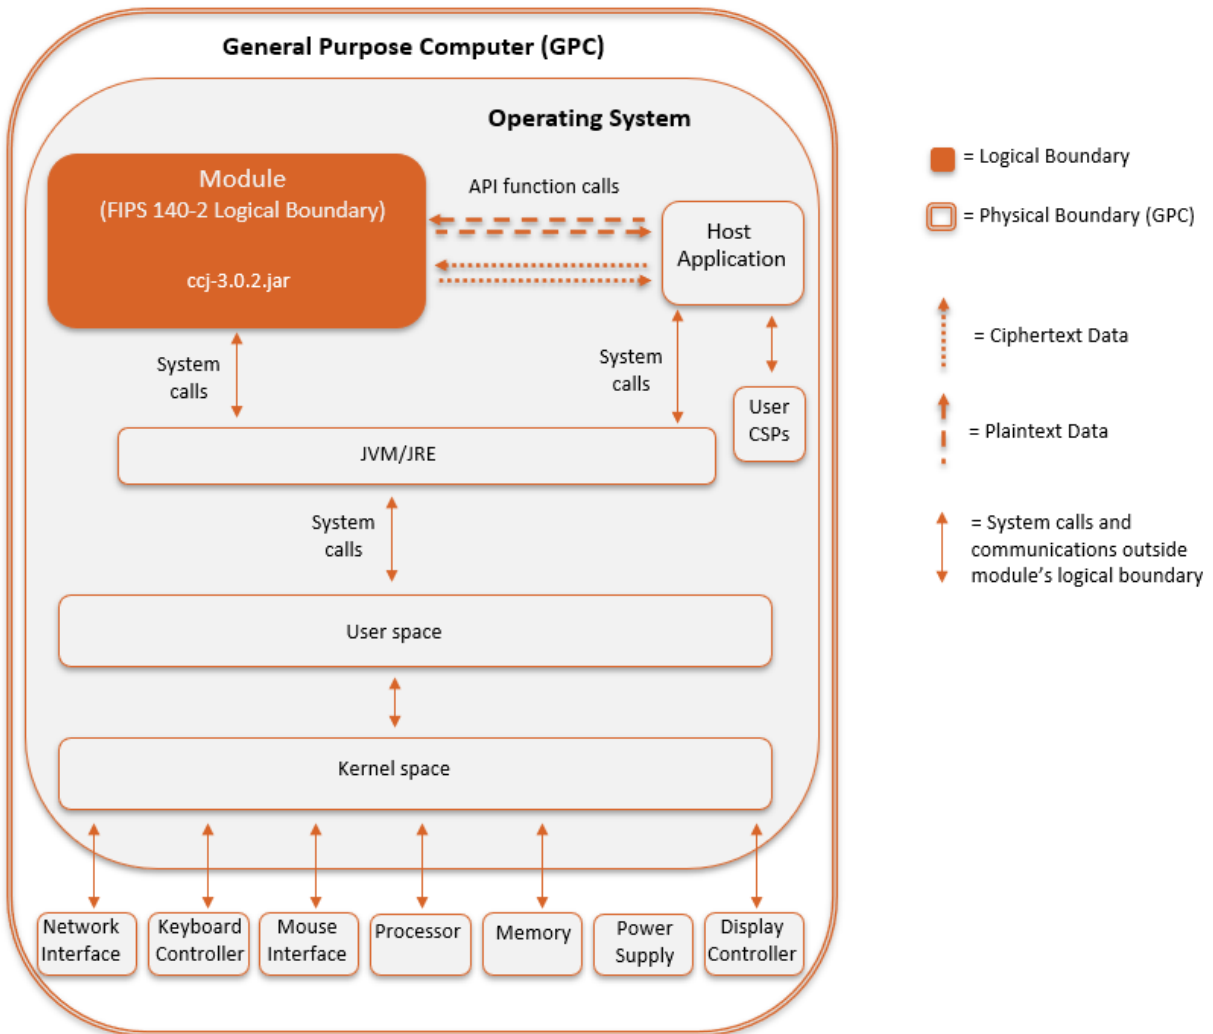 General Purpose Computer (GPC)
Operating System
Module
(FIPS 140-2 Logical Boundary)
ccj-3.0.2.jar
API function calls
Host
Application
System
calls
System
calls
User
CSPs
JVM/JRE
System
calls
User space
Kernel space
Network
Interface
Keyboard
Controller
Mouse
Interface
Processor
Memory
Power
Supply
Display
Controller
= Logical Boundary
= Physical Boundary (GPC)
= Ciphertext Data
= Plaintext Data
= System calls and
communications outside
module’s logical boundary